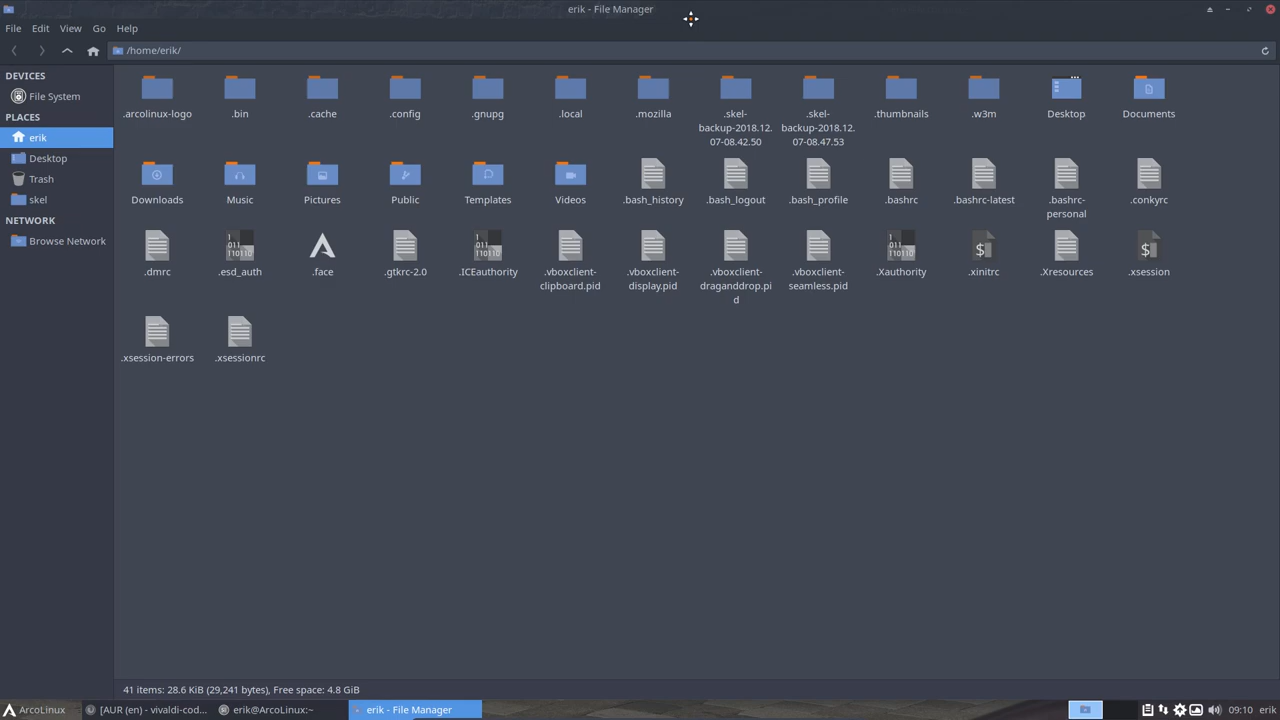 erik - File Manager
File Edit View Go Help
/home/erik/
DEVICES
File System
PLACES
erik
Desktop
Trash
skel
NETWORK
Browse Network
.arcolinux-logo .bin .cache .config .gnupg .local .mozilla .skel-backup-2018.12.07-08.42.50 .skel-backup-2018.12.07-08.47.53 .thumbnails .w3m Desktop Documents
Downloads Music Pictures Public Templates Videos .bash_history .bash_logout .bash_profile .bashrc .bashrc-latest .bashrc-personal .conkyrc
.dmrc .esd_auth .face .gtkrc-2.0 .ICEauthority .vboxclient-clipboard.pid .vboxclient-display.pid .vboxclient-draganddrop.pid .vboxclient-seamless.pid .Xauthority .xinitrc .Xresources .xsession
.xsession-errors .xsessionrc
41 items: 28.6 KiB (29,241 bytes), Free space: 4.8 GiB
ArcoLinux [AUR (en) - vivaldi-cod... erik@ArcoLinux:~ erik - File Manager 09:10 erik